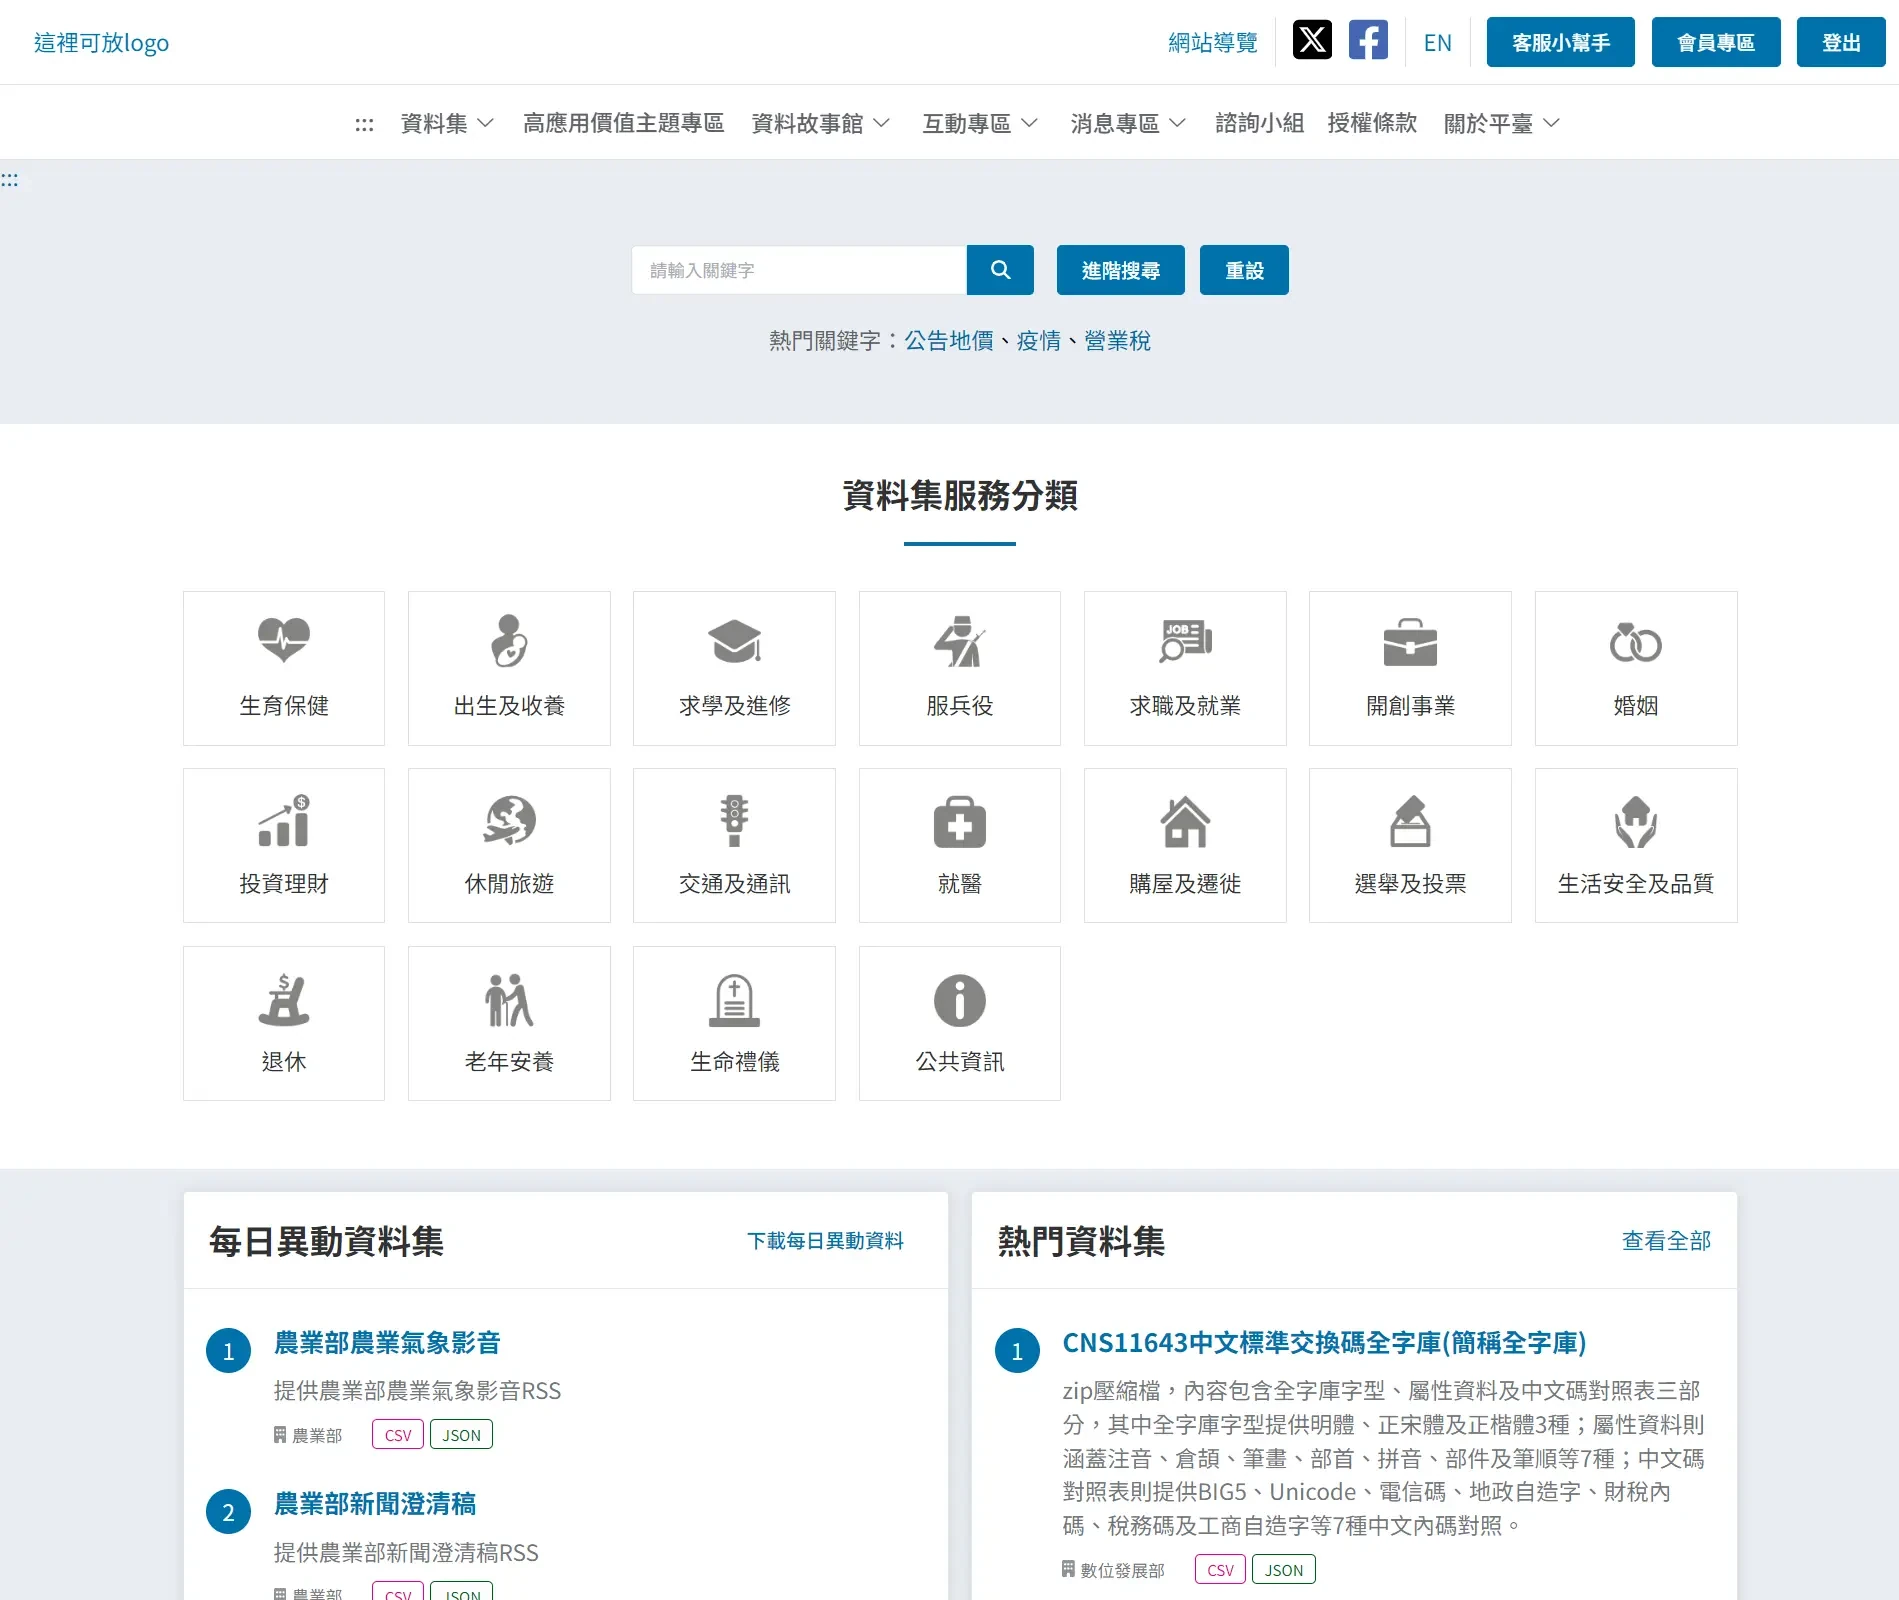 這裡可放logo
網站導覽
EN
客服小幫手
會員專區
登出
:::
資料集
高應用價值主題專區
資料故事館
互動專區
消息專區
諮詢小組
授權條款
關於平臺
:::
請輸入關鍵字
進階搜尋
重設
熱門關鍵字：公告地價、疫情、營業稅
資料集服務分類
生育保健
出生及收養
求學及進修
服兵役
JOB
求職及就業
開創事業
婚姻
投資理財
休閒旅遊
交通及通訊
就醫
購屋及遷徙
選舉及投票
生活安全及品質
退休
老年安養
生命禮儀
公共資訊
每日異動資料集
下載每日異動資料
1
農業部農業氣象影音
提供農業部農業氣象影音RSS
農業部
CSV
JSON
2
農業部新聞澄清稿
提供農業部新聞澄清稿RSS
農業部
CSV
JSON
熱門資料集
查看全部
1
CNS11643中文標準交換碼全字庫(簡稱全字庫)
zip壓縮檔，內容包含全字庫字型、屬性資料及中文碼對照表三部
分，其中全字庫字型提供明體、正宋體及正楷體3種；屬性資料則
涵蓋注音、倉頡、筆畫、部首、拼音、部件及筆順等7種；中文碼
對照表則提供BIG5、Unicode、電信碼、地政自造字、財稅內
碼、稅務碼及工商自造字等7種中文內碼對照。
數位發展部
CSV
JSON